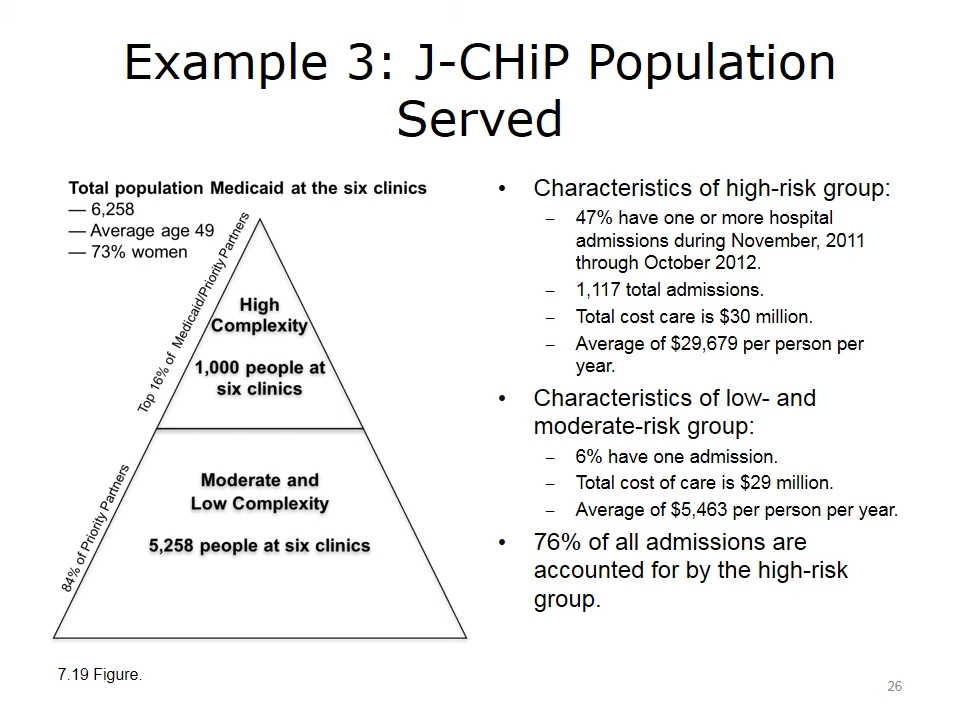 Example 3: J-CHiP Population
Served
Total population Medicaid at the six clinics
— 6,258
— Average age 49
— 73% women
Top 16% of Medicaid/Priority Partners
High
Complexity
1,000 people at
six clinics
84% of Priority Partners
Moderate and
Low Complexity
5,258 people at six clinics
7.19 Figure.
• Characteristics of high-risk group:
– 47% have one or more hospital
admissions during November, 2011
through October 2012.
– 1,117 total admissions.
– Total cost care is $30 million.
– Average of $29,679 per person per
year.
• Characteristics of low- and
moderate-risk group:
– 6% have one admission.
– Total cost of care is $29 million.
– Average of $5,463 per person per year.
• 76% of all admissions are
accounted for by the high-risk
group.
26